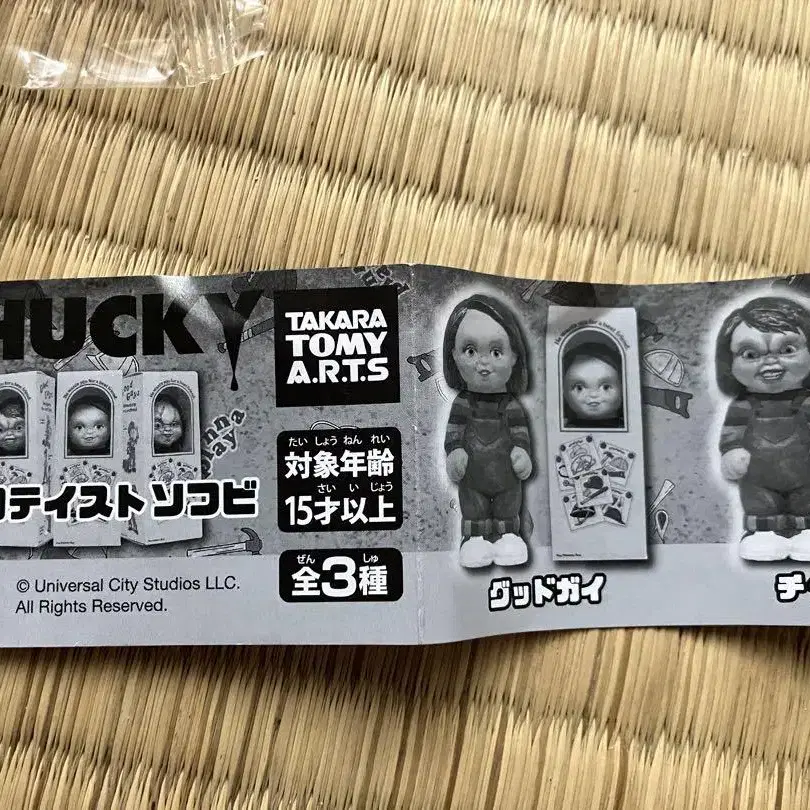 HUCKY
TAKARA
TOMY
A.R.T.S
たいしょうねんれい
対象年齢
さいいじょう
15才以上
テイスト ソフビ
ぜん しゅ
全3種
© Universal City Studios LLC.
All Rights Reserved.
グッドガイ
チ